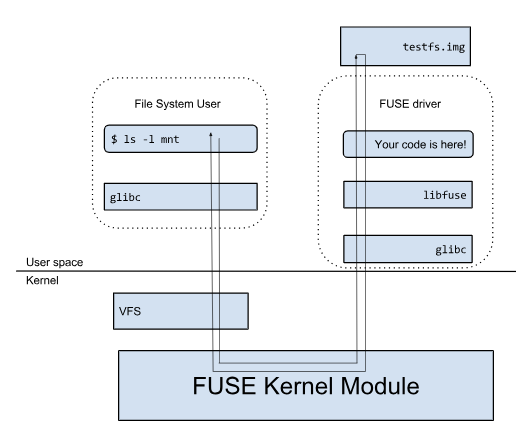 testfs.img
File System User
FUSE driver
$ ls -l mnt
Your code is here!
glibc
libfuse
glibc
User space
Kernel
VFS
FUSE Kernel Module